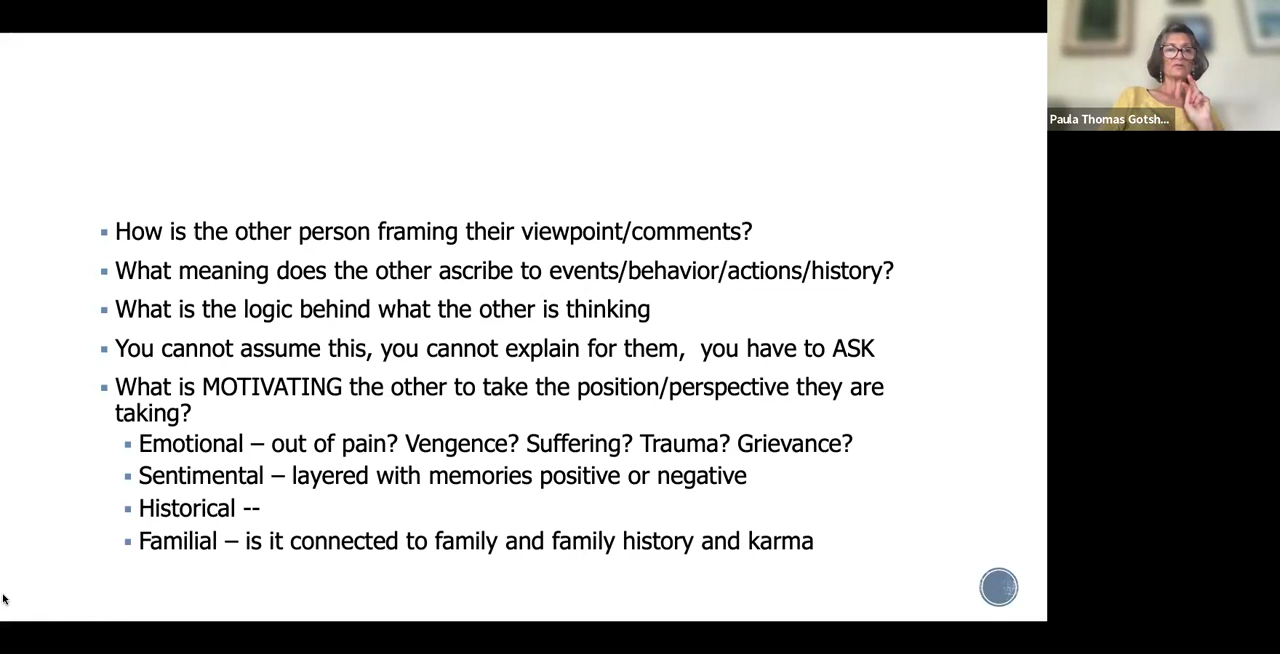 Paula Thomas Gotsh...
▪ How is the other person framing their viewpoint/comments?
▪ What meaning does the other ascribe to events/behavior/actions/history?
▪ What is the logic behind what the other is thinking
▪ You cannot assume this, you cannot explain for them,  you have to ASK
▪ What is MOTIVATING the other to take the position/perspective they are
taking?
▪ Emotional – out of pain? Vengence? Suffering? Trauma? Grievance?
▪ Sentimental – layered with memories positive or negative
▪ Historical --
▪ Familial – is it connected to family and family history and karma